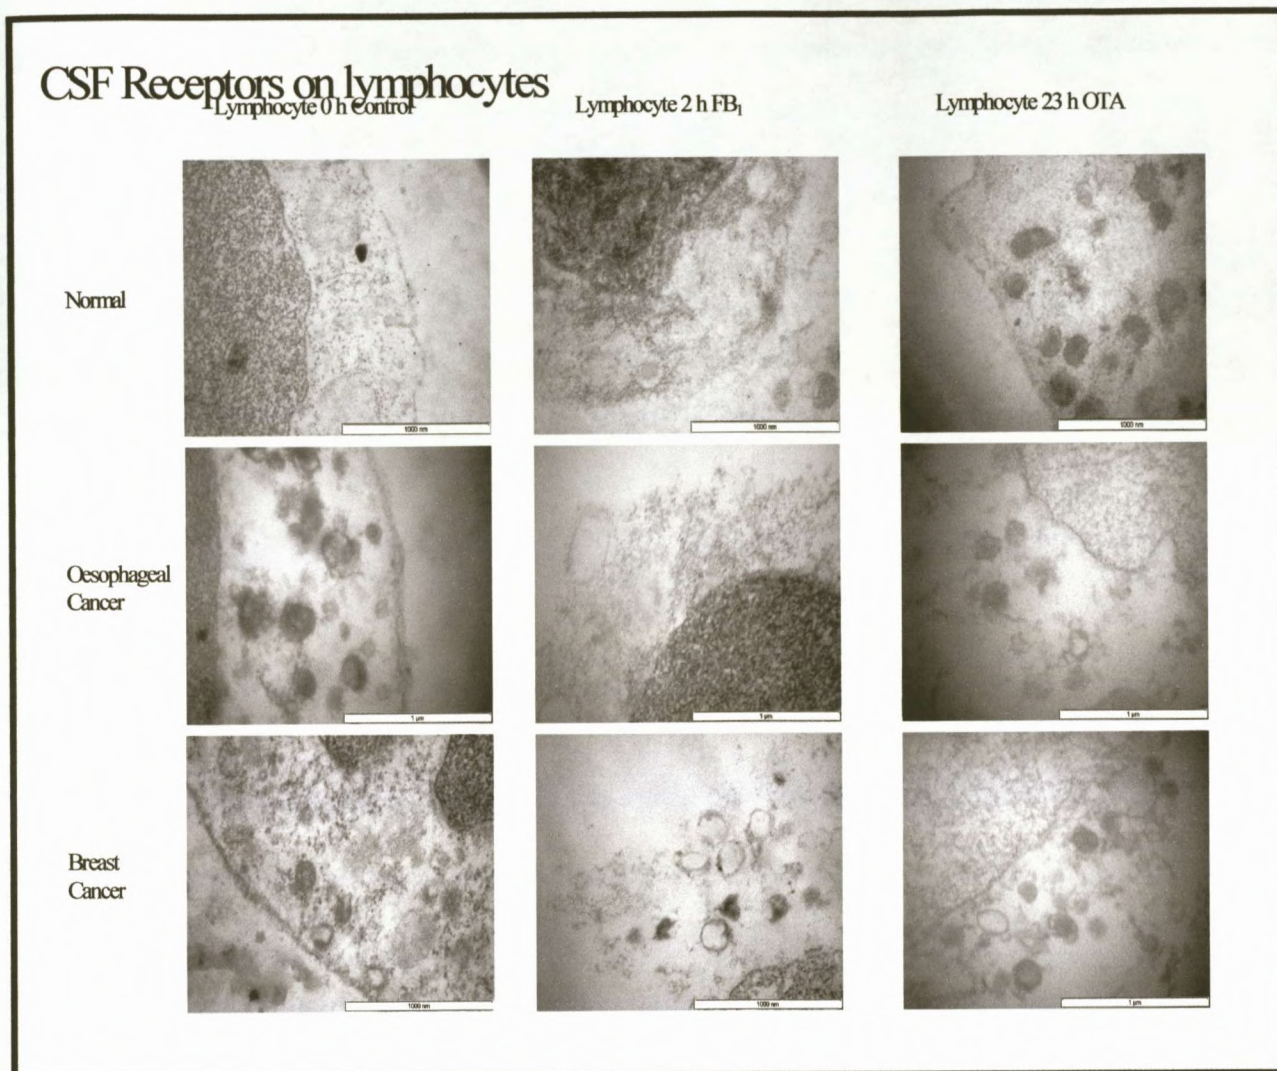 CSF Receptors on lymphocytes
Lymphocyte 0 h Control
Lymphocyte 2 h FB₁
Lymphocyte 23 h OTA
Normal
1000 nm
1000 nm
1000 nm
Oesophageal
Cancer
1 µm
1 µm
1 µm
Breast
Cancer
1000 nm
1000 nm
1 µm